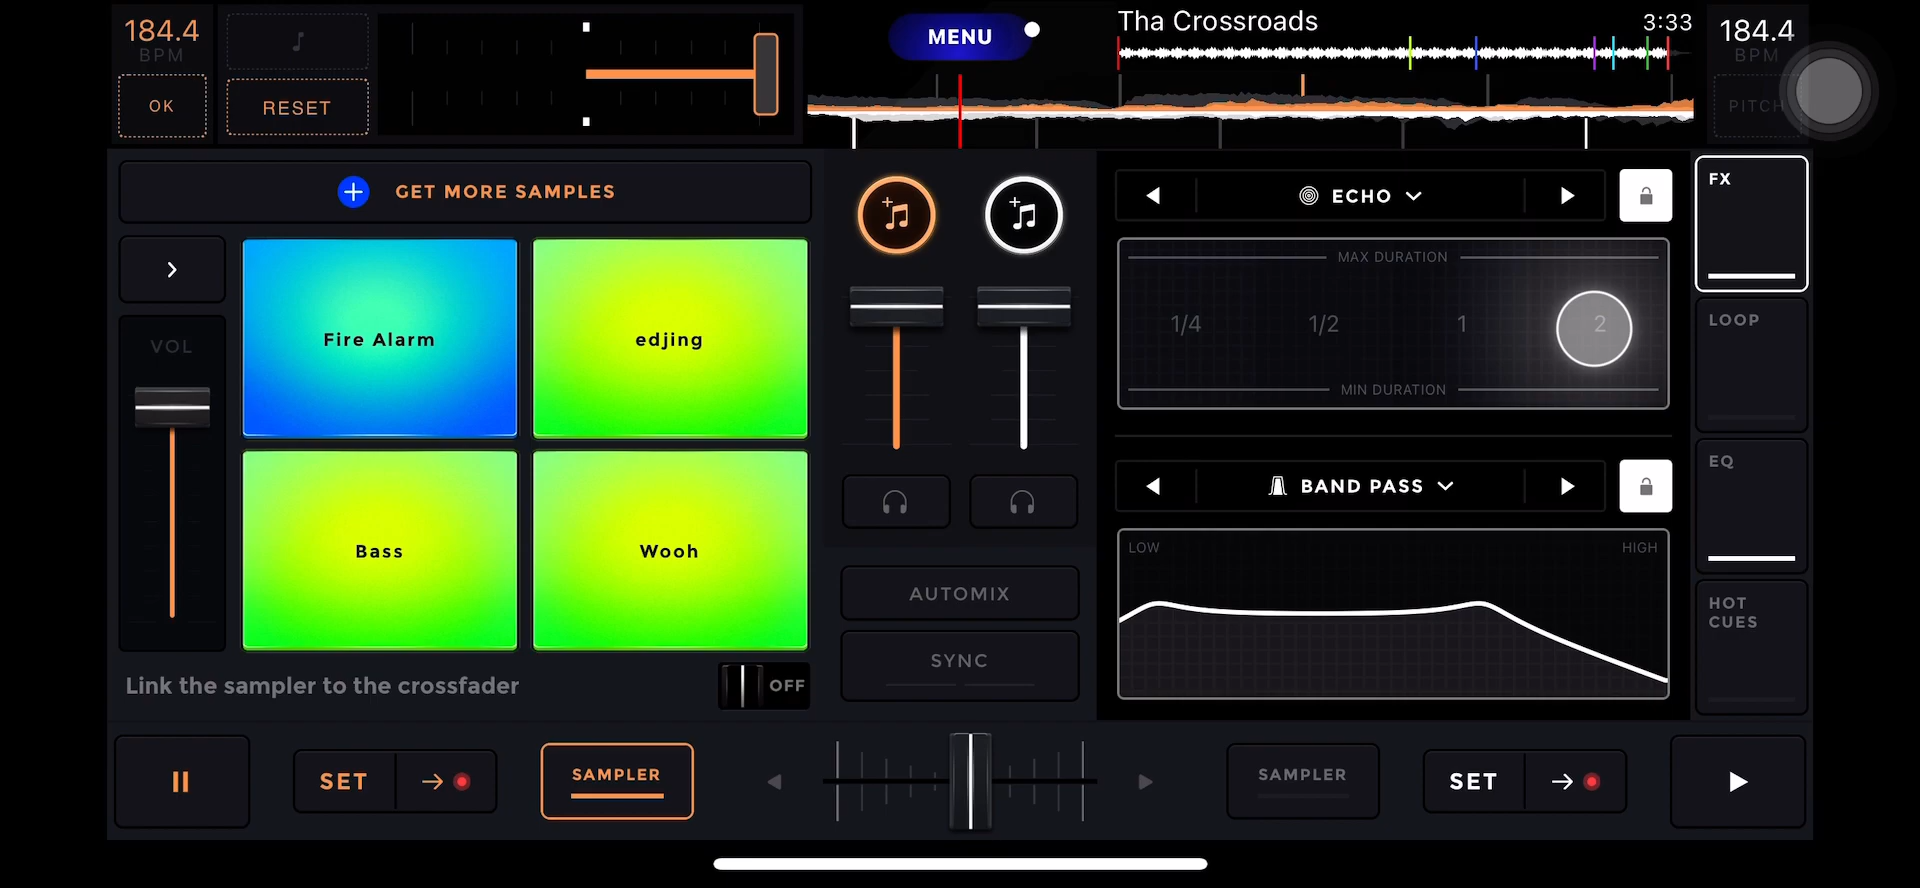 184.4
BPM
OK
RESET
MENU
Tha Crossroads
3:33
184.4
BPM
PITCH
GET MORE SAMPLES
VOL
Fire Alarm
edjing
Bass
Wooh
Link the sampler to the crossfader
OFF
AUTOMIX
SYNC
ECHO
MAX DURATION
1/4 1/2 1 2
MIN DURATION
BAND PASS
LOW HIGH
FX
LOOP
EQ
HOT
CUES
SET
SAMPLER
SAMPLER
SET